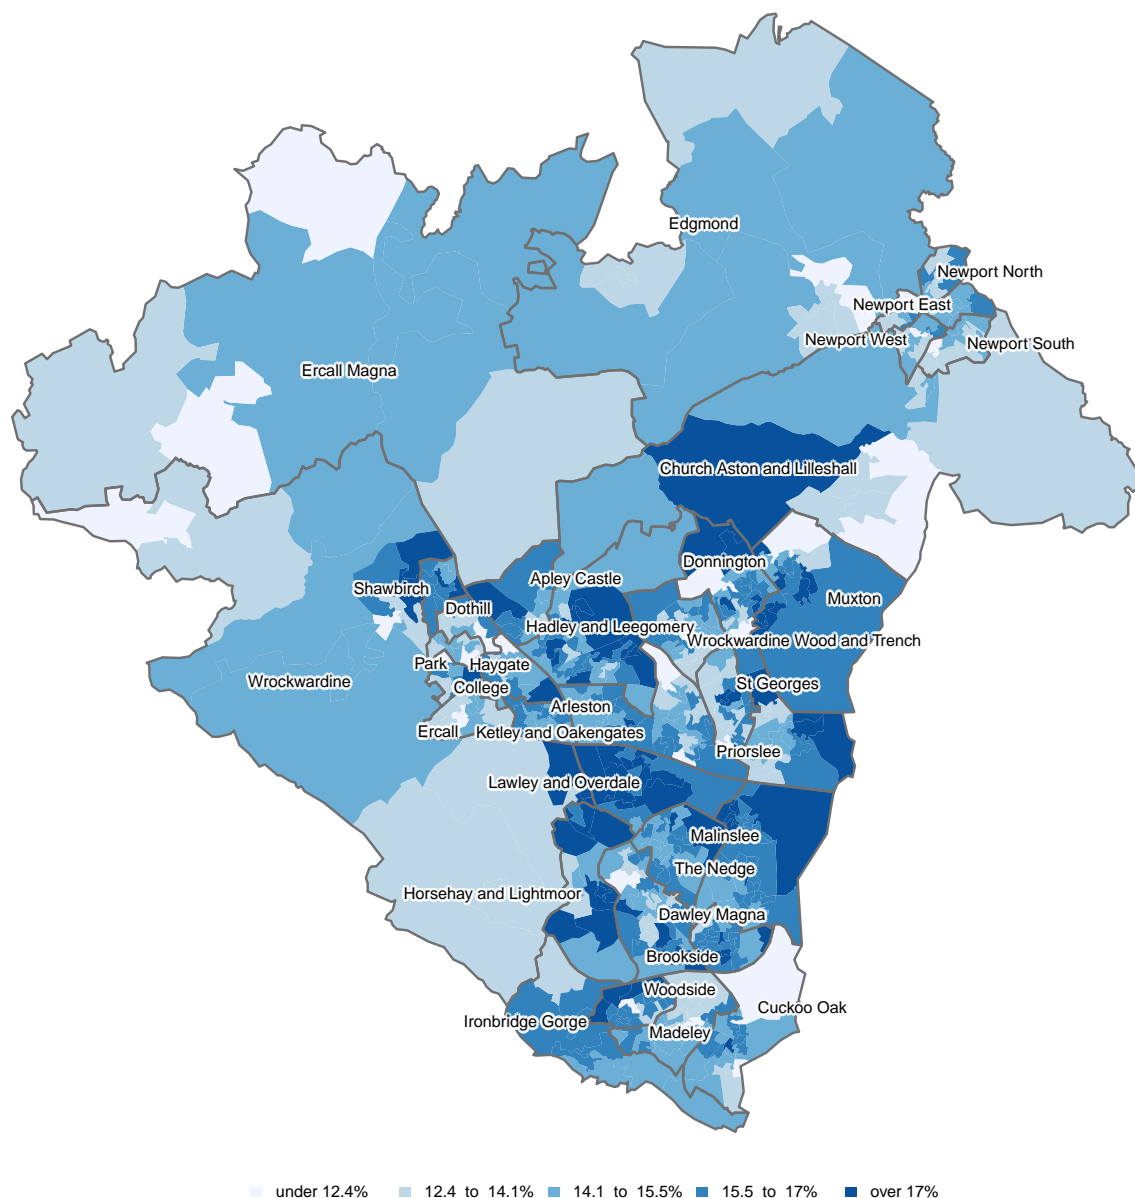 Edgmond
Newport North
Newport East
Newport West
Newport South
Ercall Magna
Church Aston and Lilleshall
Donnington
Apley Castle
Shawbirch
Muxton
Dothill
Hadley and Leegomery
Wrockwardine Wood and Trench
Park
Haygate
Wrockwardine
College
St Georges
Arleston
Ercall
Ketley and Oakengates
Priorslee
Lawley and Overdale
Malinslee
The Nedge
Horsehay and Lightmoor
Dawley Magna
Brookside
Woodside
Cuckoo Oak
Ironbridge Gorge
Madeley
under 12.4% 12.4 to 14.1% 14.1 to 15.5% 15.5 to 17% over 17%